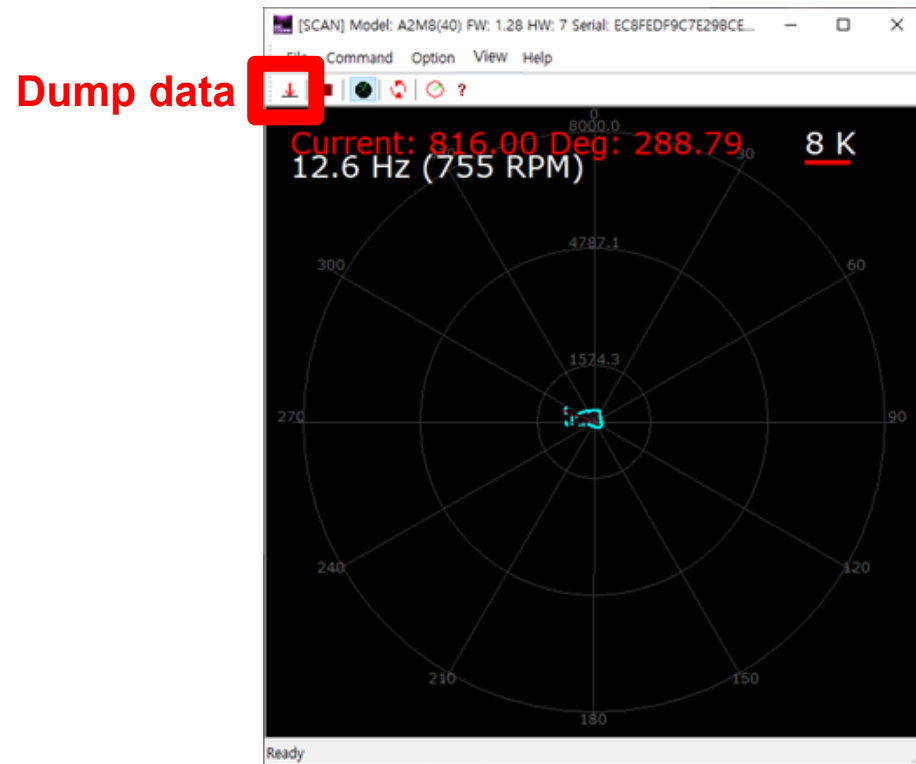 [SCAN] Model: A2M8(40) FW: 1.28 HW: 7 Serial: EC8FEDF9C7E29BCE...
File Command Option View Help
Dump data
?
0
8000.0
Current: 816.00 Deg: 288.79
30
8 K
12.6 Hz (755 RPM)
4787.1
300
60
1574.3
270
90
240
120
210
150
180
Ready